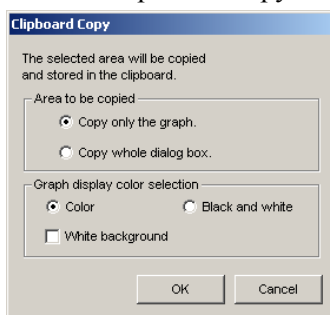 Clipboard Copy
The selected area will be copied
and stored in the clipboard.
Area to be copied
Copy only the graph.
Copy whole dialog box.
Graph display color selection
Color Black and white
White background
OK Cancel